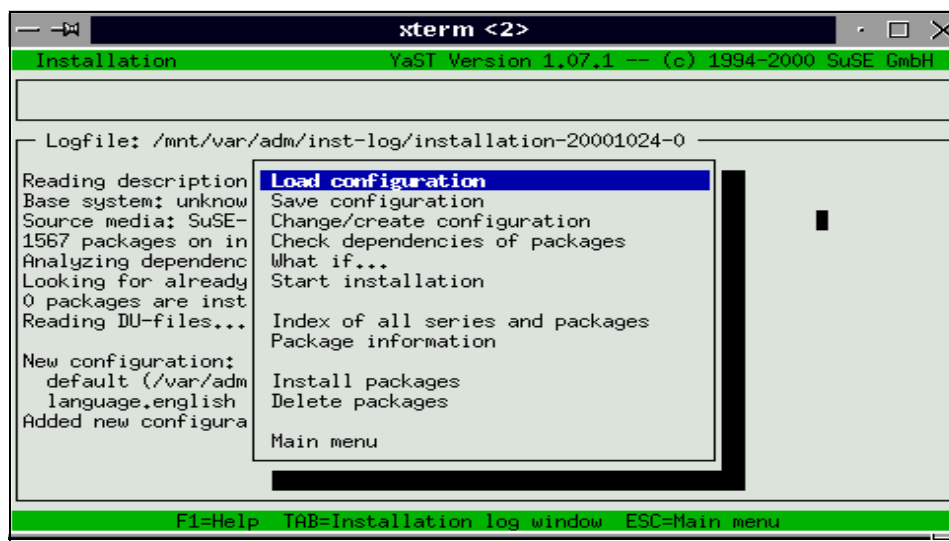 xterm <2>
Installation YaST Version 1.07.1 -- (c) 1994-2000 SuSE GmbH
Logfile: /mnt/var/adm/inst-log/installation-20001024-0
Reading description
Base system: unknow
Source media: SuSE-
1567 packages on in
Analyzing dependenc
Looking for already
0 packages are inst
Reading DU-files...
New configuration:
default (/var/adm
language.english
Added new configura
Load configuration
Save configuration
Change/create configuration
Check dependencies of packages
What if...
Start installation
Index of all series and packages
Package information
Install packages
Delete packages
Main menu
F1=Help TAB=Installation log window ESC=Main menu